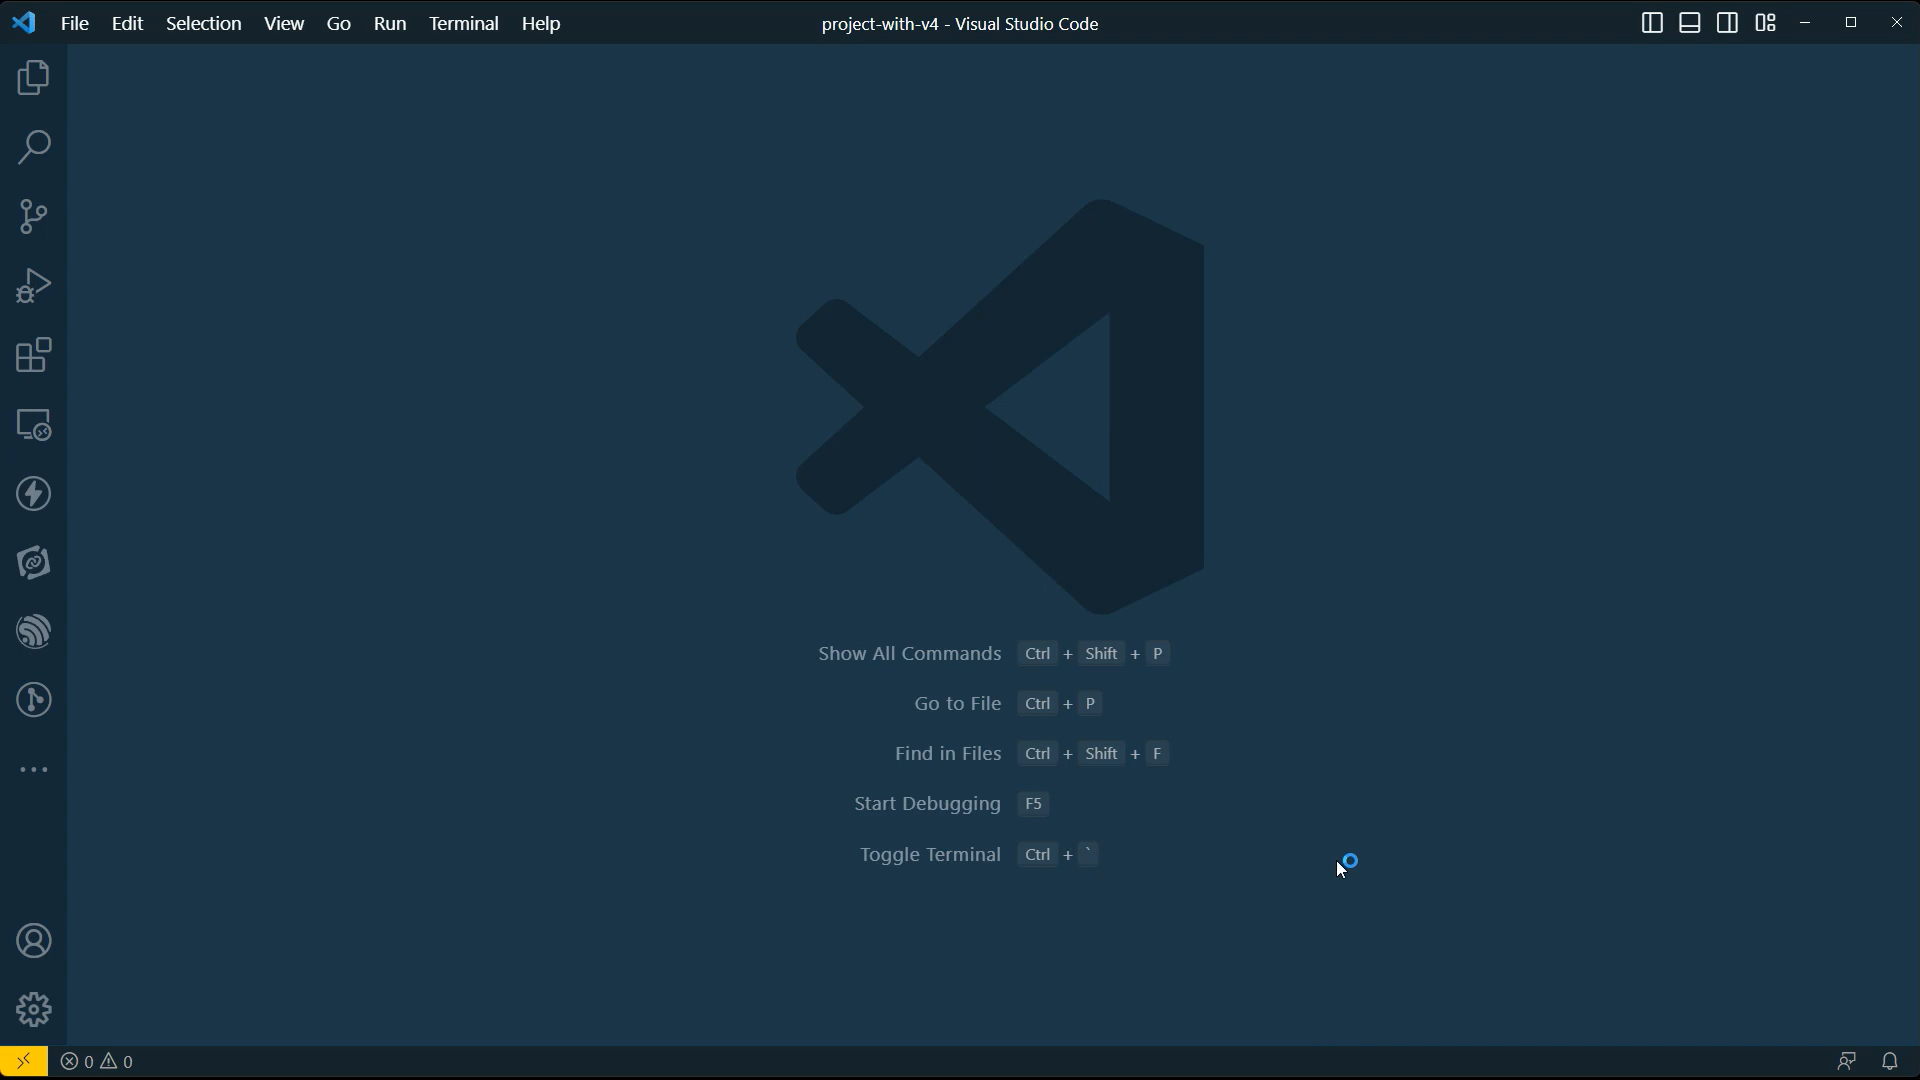 File Edit Selection View Go Run Terminal Help project-with-v4 - Visual Studio Code
Show All Commands Ctrl + Shift + P
Go to File Ctrl + P
Find in Files Ctrl + Shift + F
Start Debugging F5
Toggle Terminal Ctrl + `
0 0